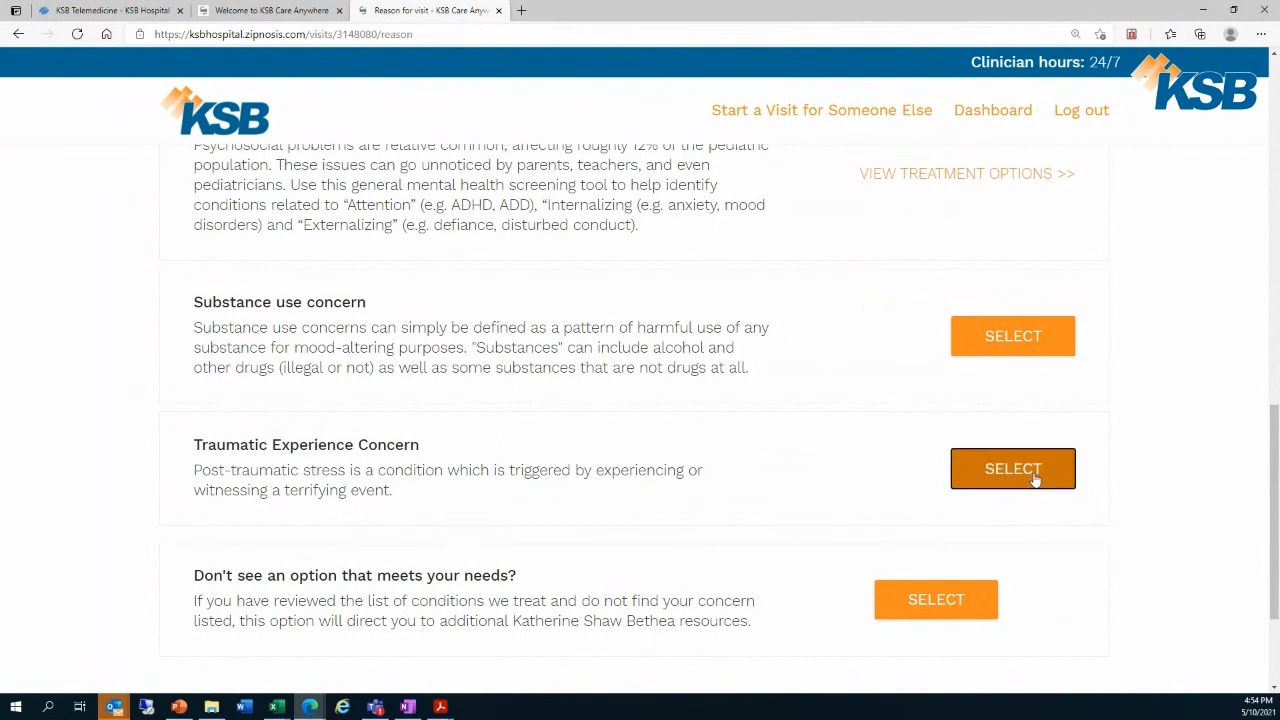 KSB Telemedicine - KSB Hospital
Welcome to KSB Care Anywhere
Reason for visit - KSB Care Anyw
https://ksbhospital.zipnosis.com/visits/3148080/reason
Clinician hours: 24/7
KSB
KSB
Start a Visit for Someone Else
Dashboard
Log out
Psychosocial problems are relative common, affecting roughly 12% of the pediatric
population. These issues can go unnoticed by parents, teachers, and even
pediatricians. Use this general mental health screening tool to help identify
conditions related to “Attention” (e.g. ADHD, ADD), “Internalizing (e.g. anxiety, mood
disorders) and “Externalizing” (e.g. defiance, disturbed conduct).
VIEW TREATMENT OPTIONS >>
Substance use concern
Substance use concerns can simply be defined as a pattern of harmful use of any
substance for mood-altering purposes. "Substances" can include alcohol and
other drugs (illegal or not) as well as some substances that are not drugs at all.
SELECT
Traumatic Experience Concern
Post-traumatic stress is a condition which is triggered by experiencing or
witnessing a terrifying event.
SELECT
Don't see an option that meets your needs?
If you have reviewed the list of conditions we treat and do not find your concern
listed, this option will direct you to additional Katherine Shaw Bethea resources.
SELECT
4:54 PM
5/10/2021